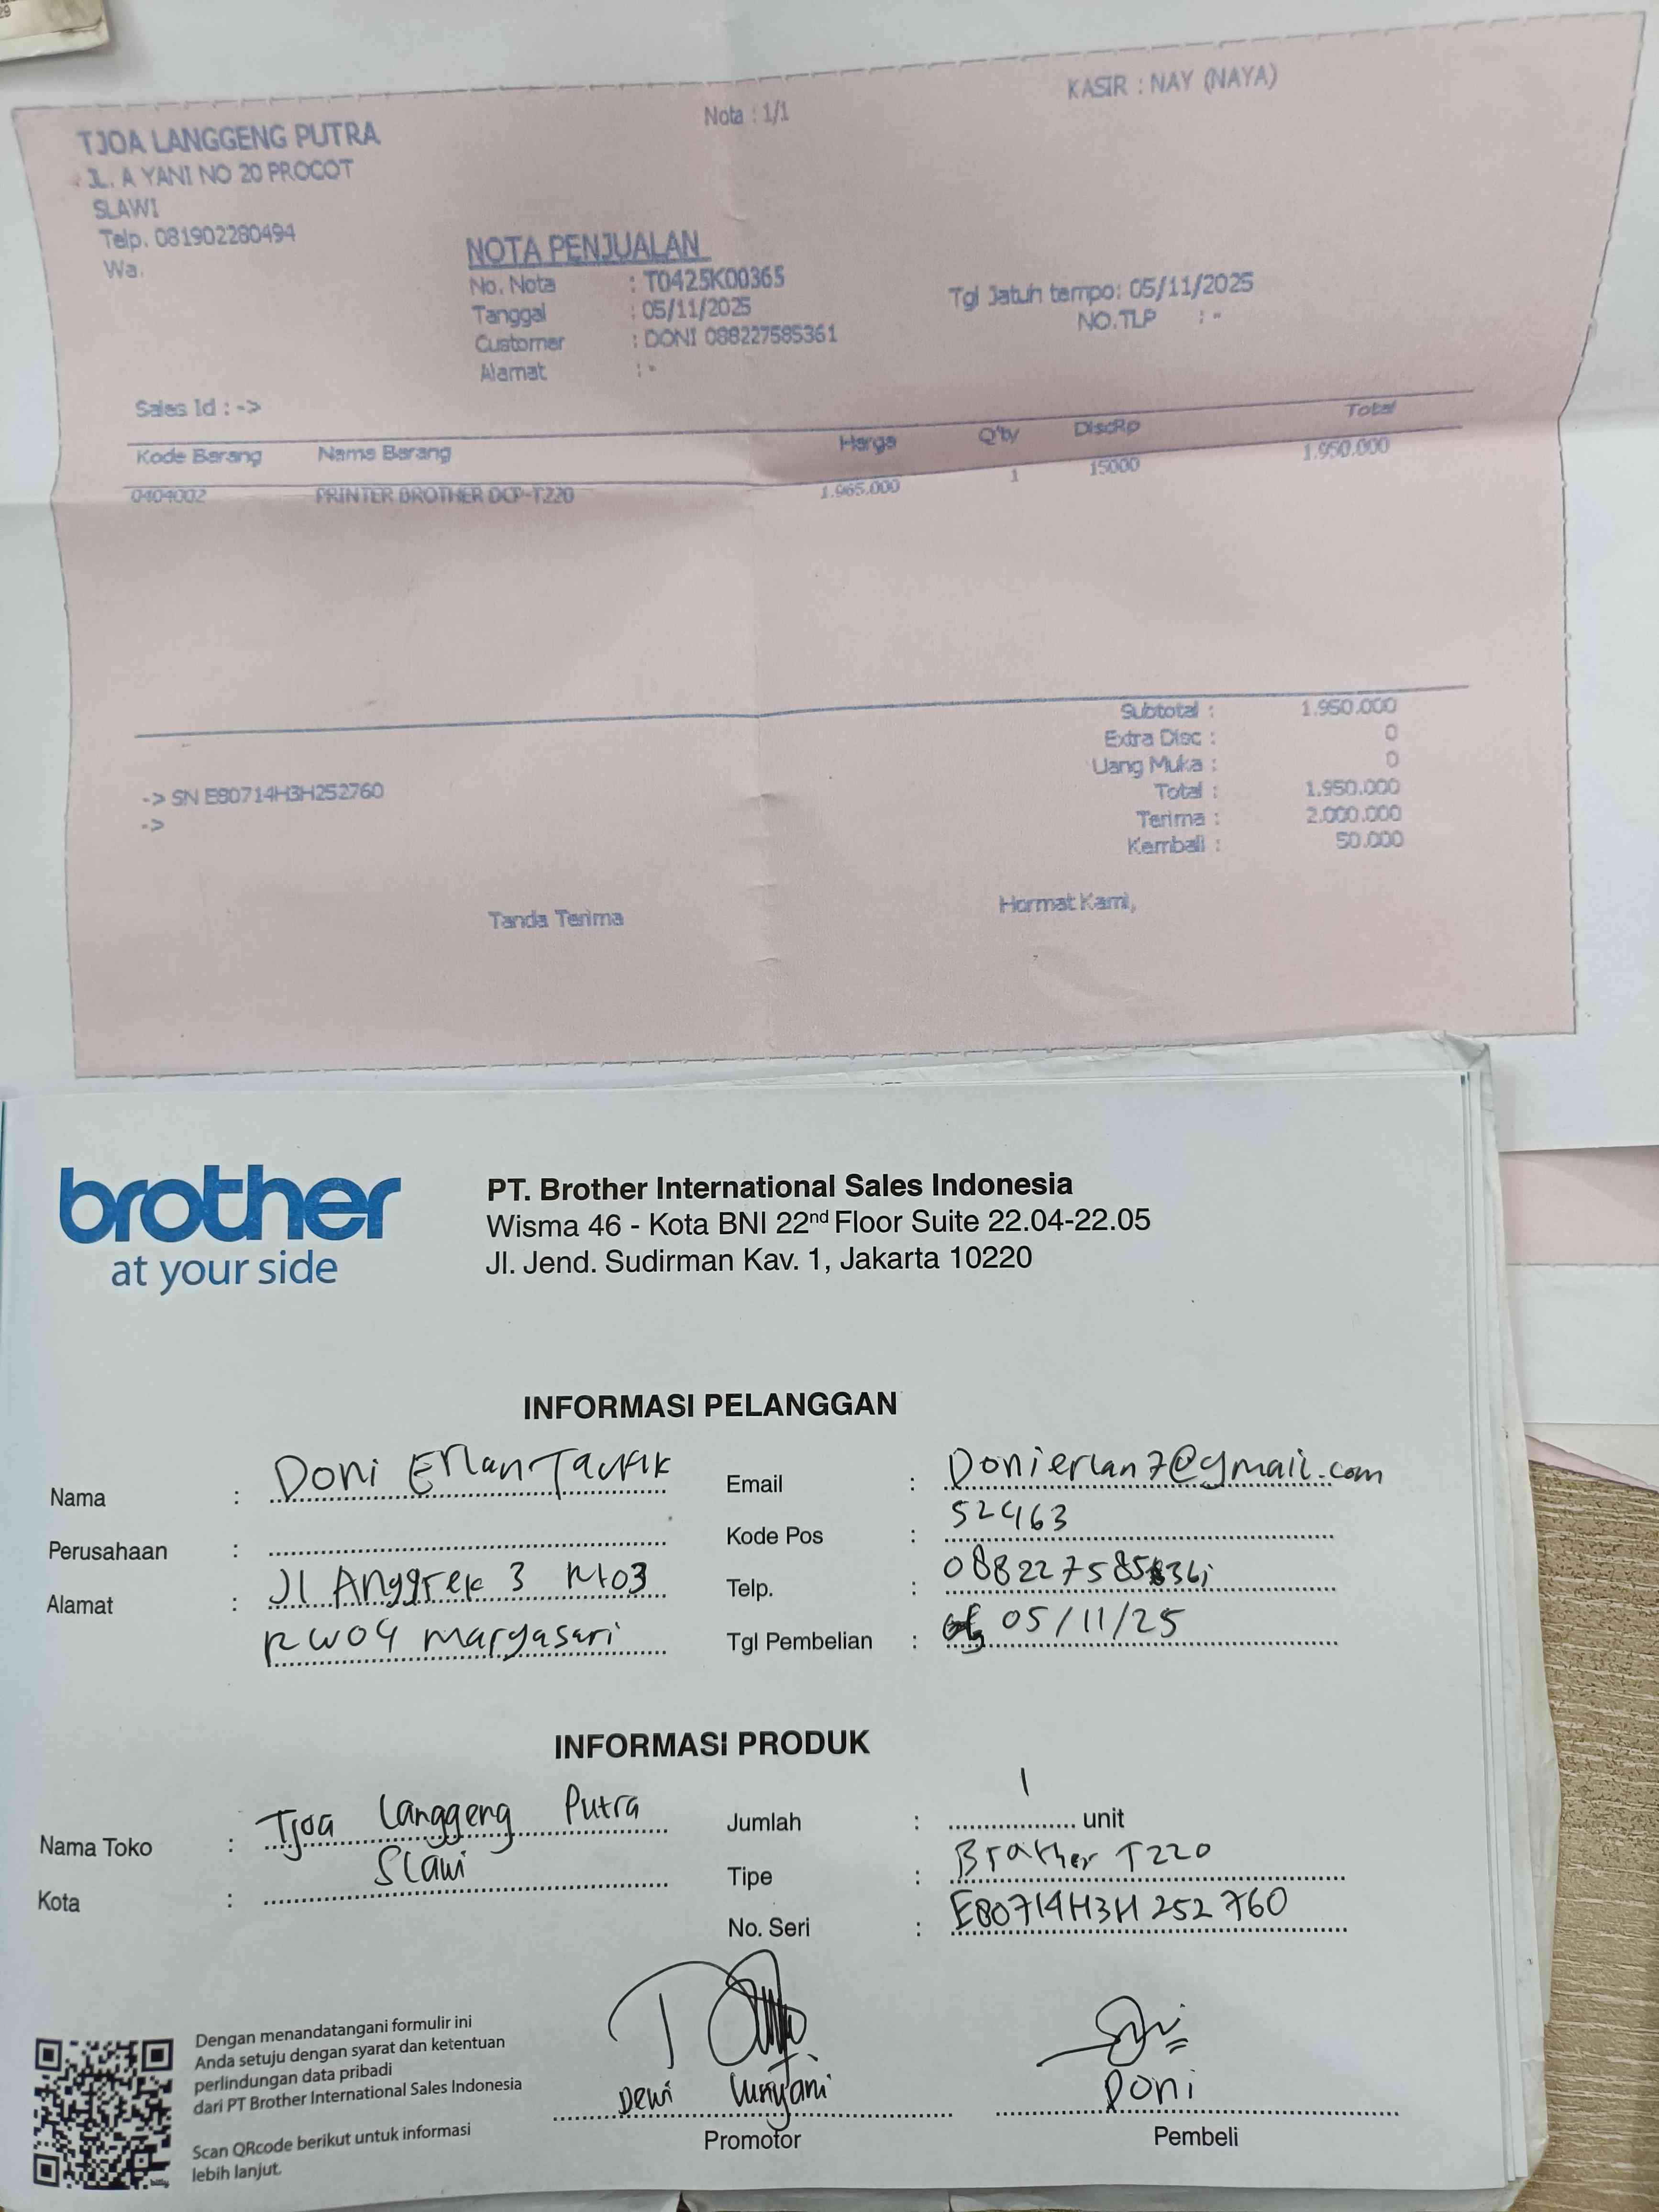 29
TJOA LANGGENG PUTRA
JL. A YANI NO 20 PROCOT
SLAWI
Telp. 081902280494
Wa.
Nota : 1/1
KASIR : NAY (NAYA)
NOTA PENJUALAN
No. Nota : T0425K00365
Tanggal : 05/11/2025
Customer : DONI 088227585361
Alamat : -
Tgl Jatuh tempo: 05/11/2025
NO.TLP : -
Sales Id : ->
Kode Barang Nama Barang Harga Q'ty DiscRp Total
0404002 PRINTER BROTHER DCP-T220 1.965.000 1 15000 1.950.000
Subtotal : 1.950.000
Extra Disc : 0
Uang Muka : 0
Total : 1.950.000
Terima : 2.000.000
Kembali : 50.000
-> SN E80714H3H252760
->
Tanda Terima
Hormat Kami,
brother
at your side
PT. Brother International Sales Indonesia
Wisma 46 - Kota BNI 22nd Floor Suite 22.04-22.05
Jl. Jend. Sudirman Kav. 1, Jakarta 10220
INFORMASI PELANGGAN
Nama : Doni Erlan Taufik
Perusahaan :
Alamat : Jl Anggrek 3 Rt03
RW04 margasari
Email : Donierlan7@gmail.com
Kode Pos : 52463
Telp. : 088227585361
Tgl Pembelian : 05/11/25
INFORMASI PRODUK
Nama Toko : Tjoa Langgeng Putra
Kota : Slawi
Jumlah : 1 unit
Tipe : Brother T220
No. Seri : E80714H3H252760
Dengan menandatangani formulir ini
Anda setuju dengan syarat dan ketentuan
perlindungan data pribadi
dari PT Brother International Sales Indonesia
Scan QRcode berikut untuk informasi
lebih lanjut.
Dewi
Promotor
Doni
Pembeli